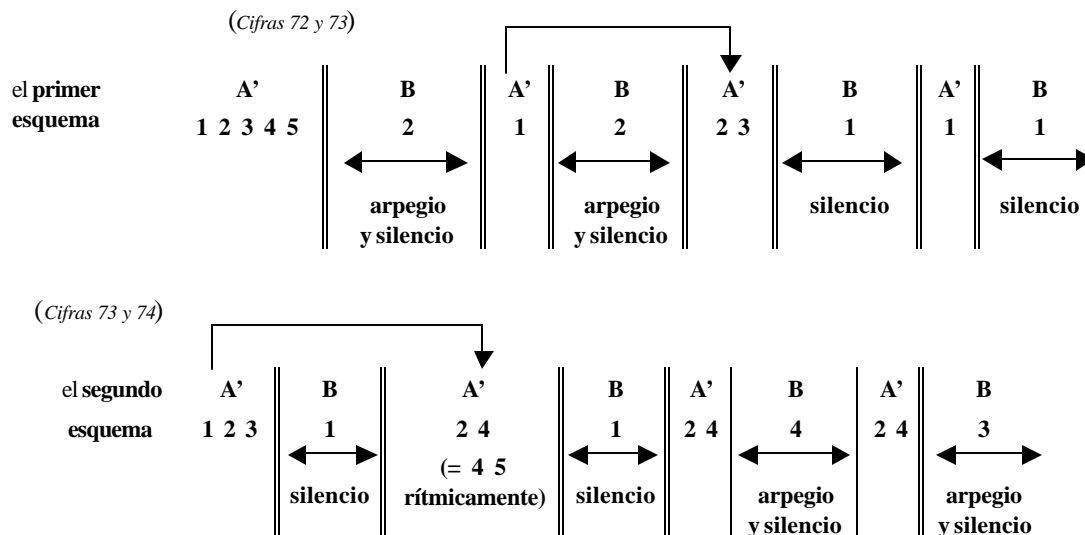 (Cifras 72 y 73)
el primer A’ B A’ B A’ B A’ B
esquema 1 2 3 4 5 2 1 2 2 3 1 1 1
arpegio arpegio silencio silencio
y silencio y silencio
(Cifras 73 y 74)
el segundo A’ B A’ B A’ B A’ B
esquema 1 2 3 1 2 4 1 2 4 4 2 4 3
(= 4 5
silencio rítmicamente) silencio arpegio arpegio
y silencio y silencio